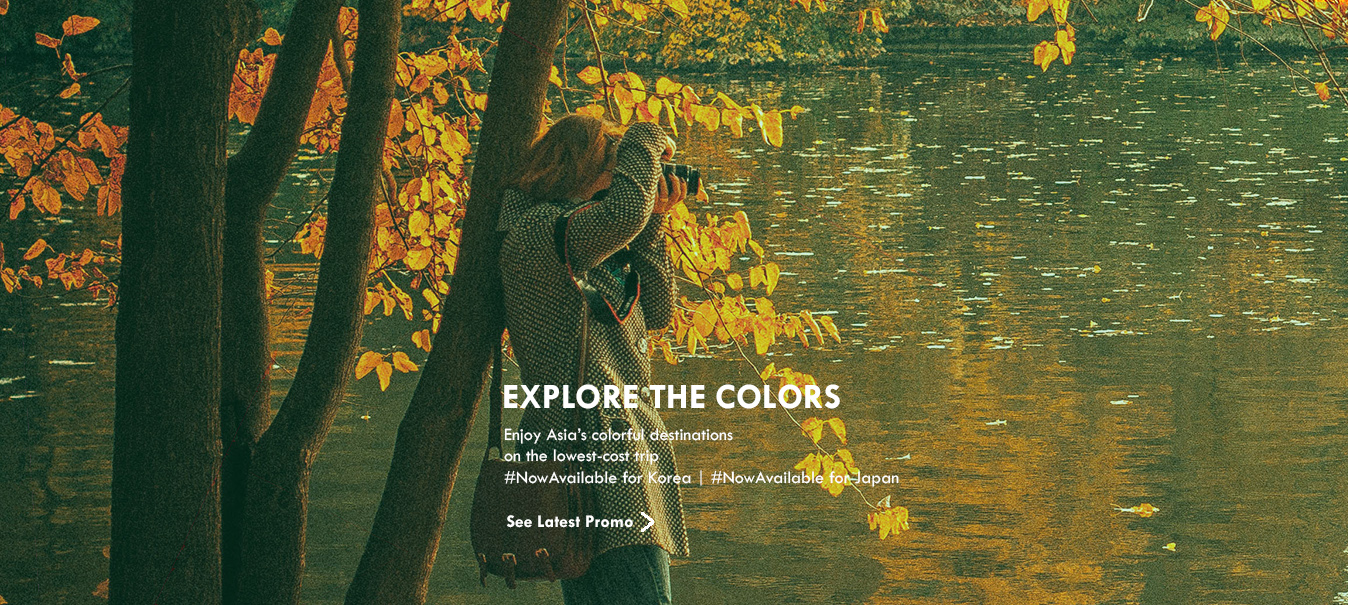 EXPLORE THE COLORS
Enjoy Asia's colorful destinations
on the lowest-cost trip
#NowAvailable for Korea | #NowAvailable for Japan
See Latest Promo